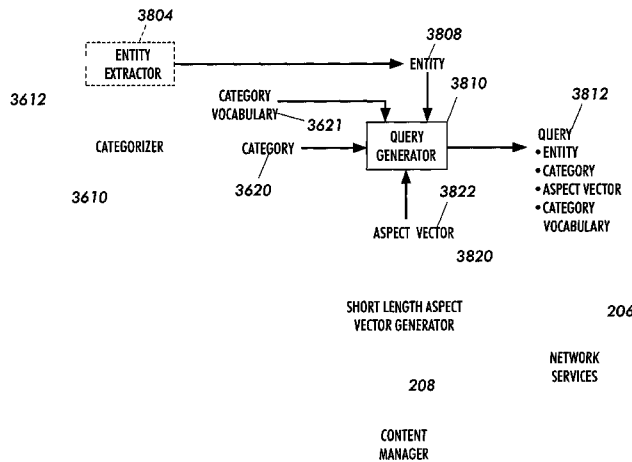 3804
ENTITY
EXTRACTOR
3808
ENTITY
3810
3612
CATEGORY
VOCABULARY
3621
3812
CATEGORIZER
CATEGORY
QUERY
GENERATOR
QUERY
•ENTITY
•CATEGORY
•ASPECT VECTOR
•CATEGORY
VOCABULARY
3610
3620
3822
ASPECT VECTOR
3820
SHORT LENGTH ASPECT
VECTOR GENERATOR
206
NETWORK
SERVICES
208
CONTENT
MANAGER